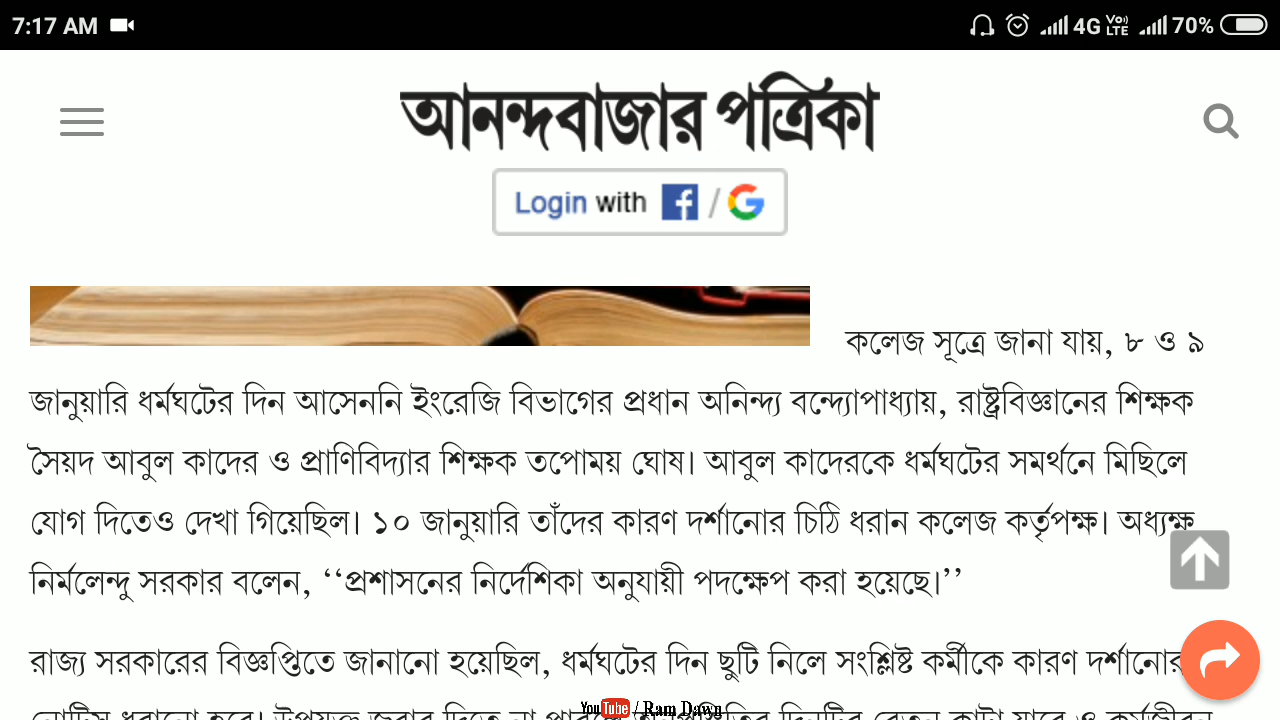 7:17 AM 4G VoLTE 70%
আনন্দবাজার পত্রিকা
Login with f / G
কলেজ সূত্রে জানা যায়, ৮ ও ৯
জানুয়ারি ধর্মঘটের দিন আসেননি ইংরেজি বিভাগের প্রধান অনিন্দ্য বন্দ্যোপাধ্যায়, রাষ্ট্রবিজ্ঞানের শিক্ষক
সৈয়দ আবুল কাদের ও প্রাণিবিদ্যার শিক্ষক তপোময় ঘোষ। আবুল কাদেরকে ধর্মঘটের সমর্থনে মিছিলে
যোগ দিতেও দেখা গিয়েছিল। ১০ জানুয়ারি তাঁদের কারণ দর্শানোর চিঠি ধরান কলেজ কর্তৃপক্ষ। অধ্যক্ষ
নির্মলেন্দু সরকার বলেন, ‘‘প্রশাসনের নির্দেশিকা অনুযায়ী পদক্ষেপ করা হয়েছে।’’
রাজ্য সরকারের বিজ্ঞপ্তিতে জানানো হয়েছিল, ধর্মঘটের দিন ছুটি নিলে সংশ্লিষ্ট কর্মীকে কারণ দর্শানোর
YouTube / Ram Dawn